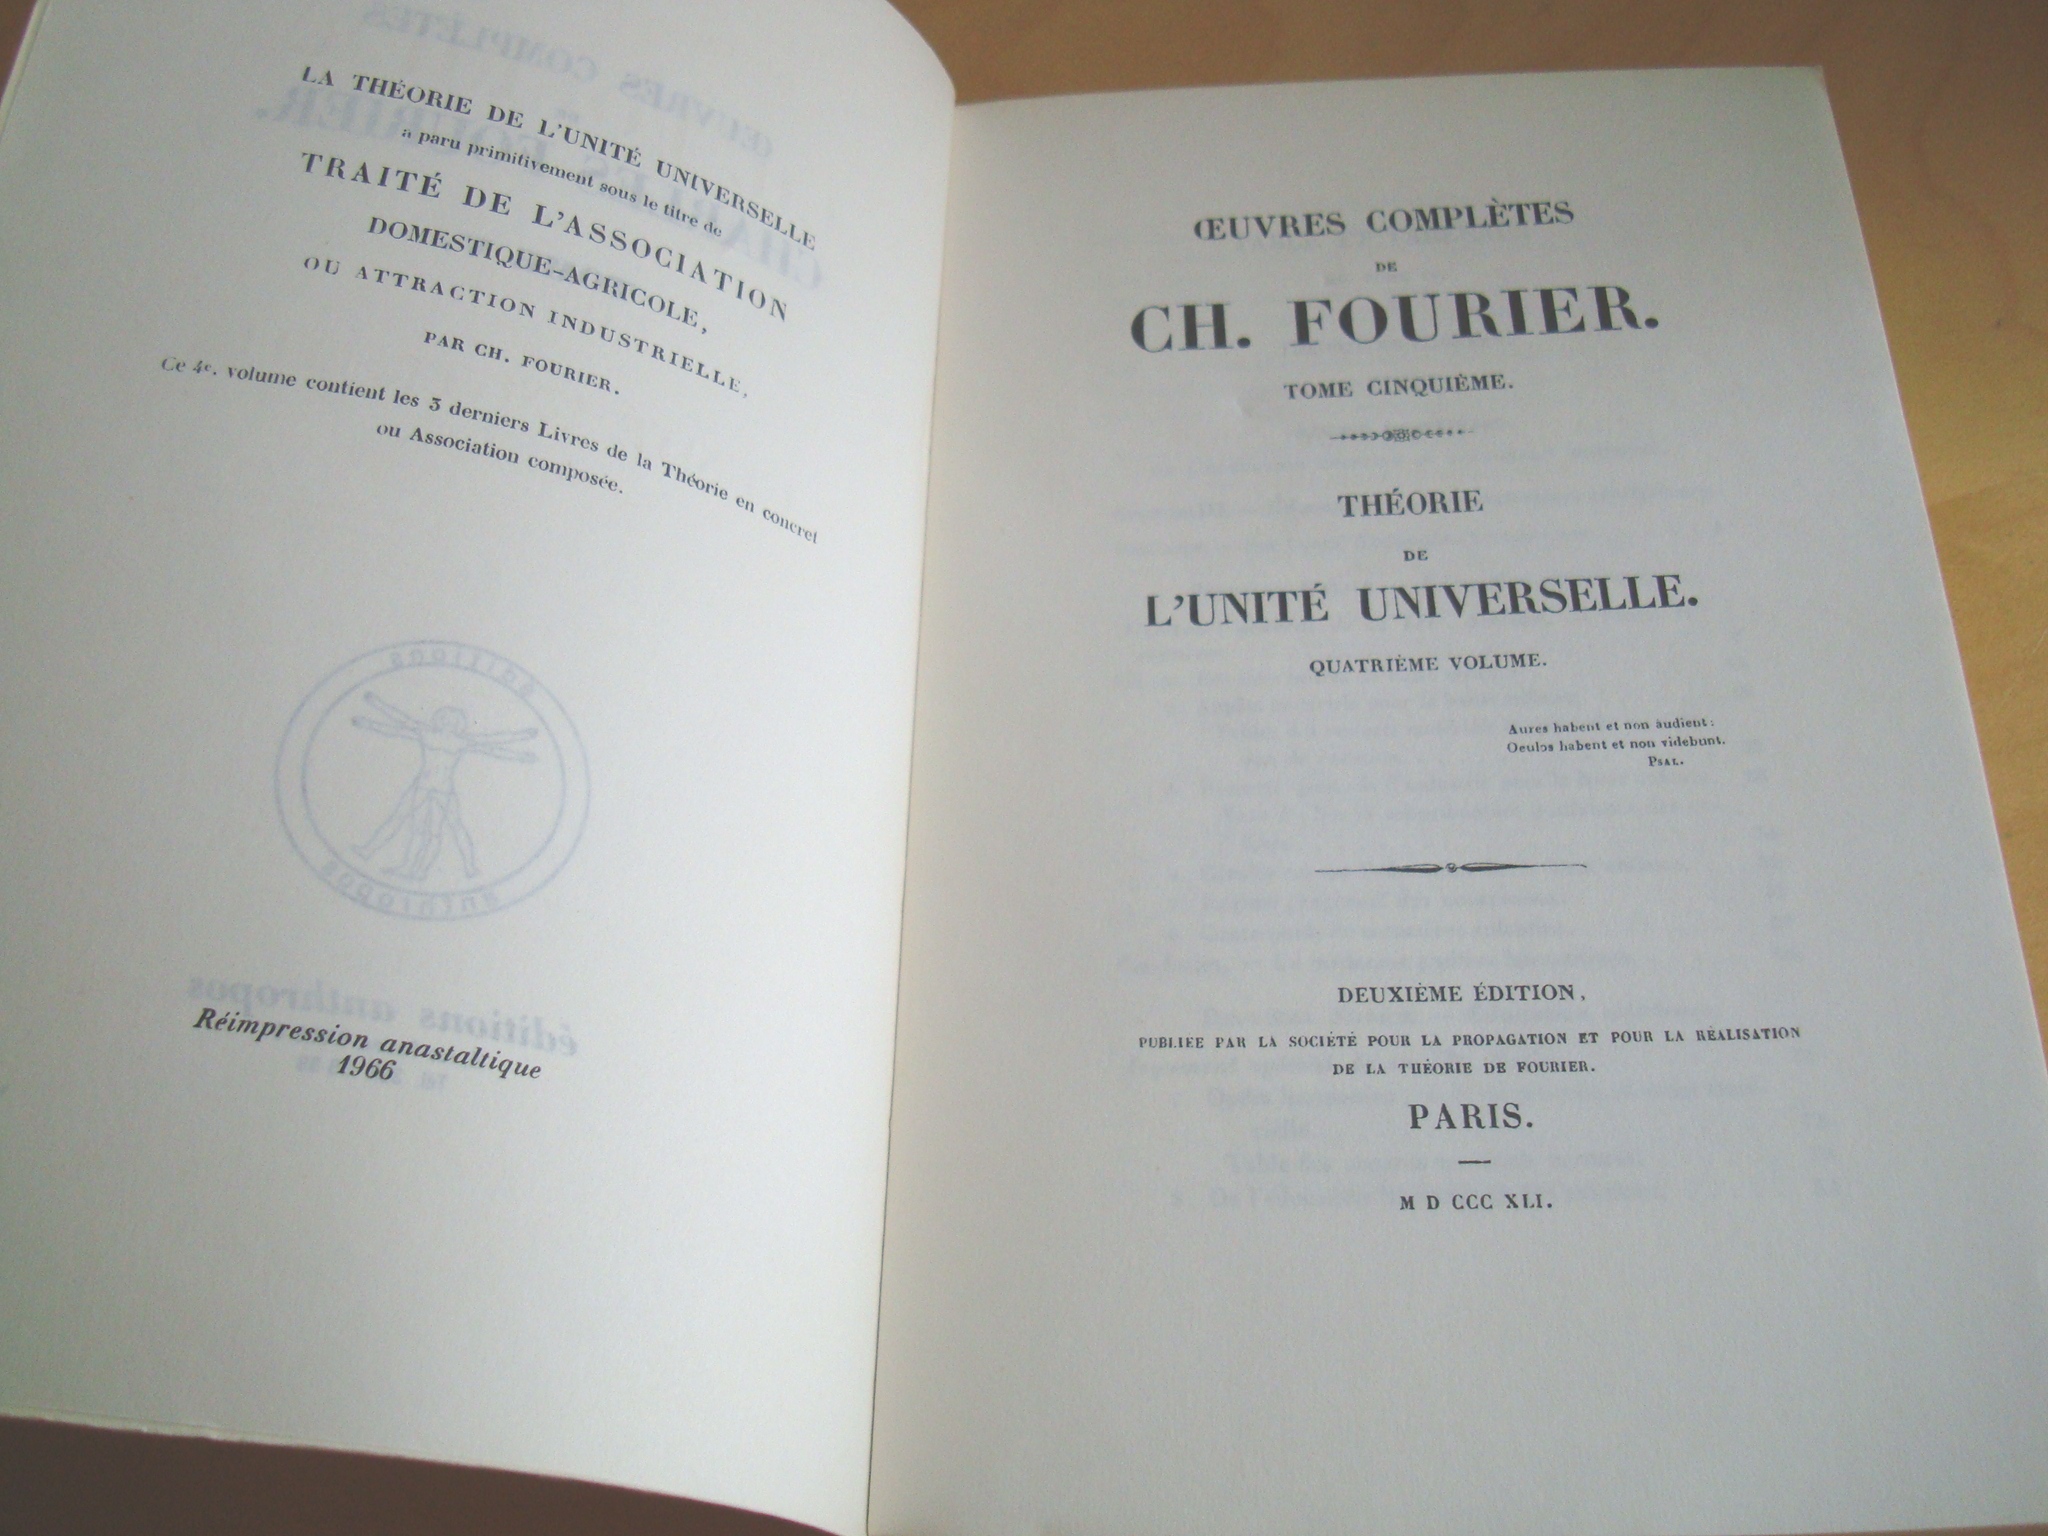 LA THÉORIE DE L'UNITÉ UNIVERSELLE
a paru primitivement sous le titre de
TRAITÉ DE L'ASSOCIATION
DOMESTIQUE-AGRICOLE,
OU ATTRACTION INDUSTRIELLE,
PAR CH. FOURIER.
Ce 4e. volume contient les 3 derniers Livres de la Théorie en concret
ou Association composée.
éditions
anthropos
éditions anthropos
Réimpression anastaltique
1966
ŒUVRES COMPLÈTES
DE
CH. FOURIER.
TOME CINQUIÈME.
THÉORIE
DE
L'UNITÉ UNIVERSELLE.
QUATRIÈME VOLUME.
Aures habent et non audient:
Oculos habent et non videbunt.
PSAL.
DEUXIÈME ÉDITION,
PUBLIÉE PAR LA SOCIÉTÉ POUR LA PROPAGATION ET POUR LA RÉALISATION
DE LA THÉORIE DE FOURIER.
PARIS.
M D CCC XLI.